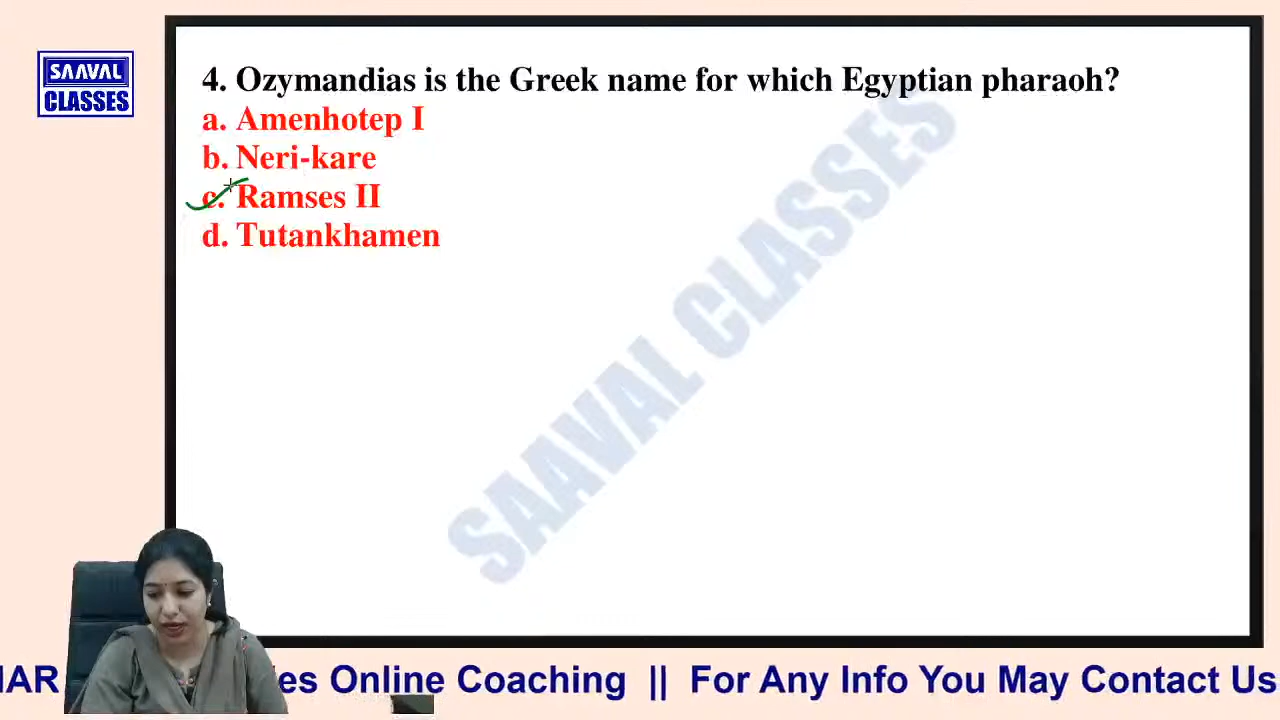 SAAVAL
CLASSES
4. Ozymandias is the Greek name for which Egyptian pharaoh?
a. Amenhotep I
b. Neri-kare
c. Ramses II
d. Tutankhamen
SAAVAL CLASSES
es Online Coaching || For Any Info You May Contact Us